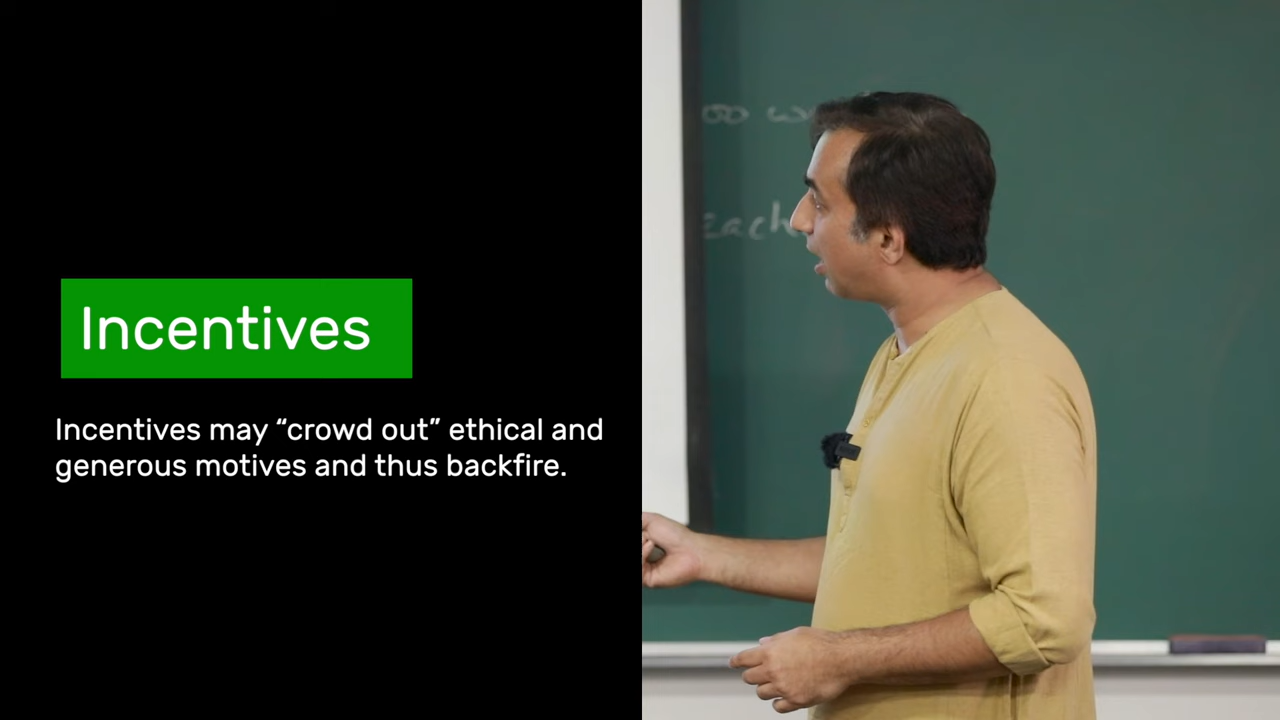 Incentives
Incentives may “crowd out” ethical and
generous motives and thus backfire.